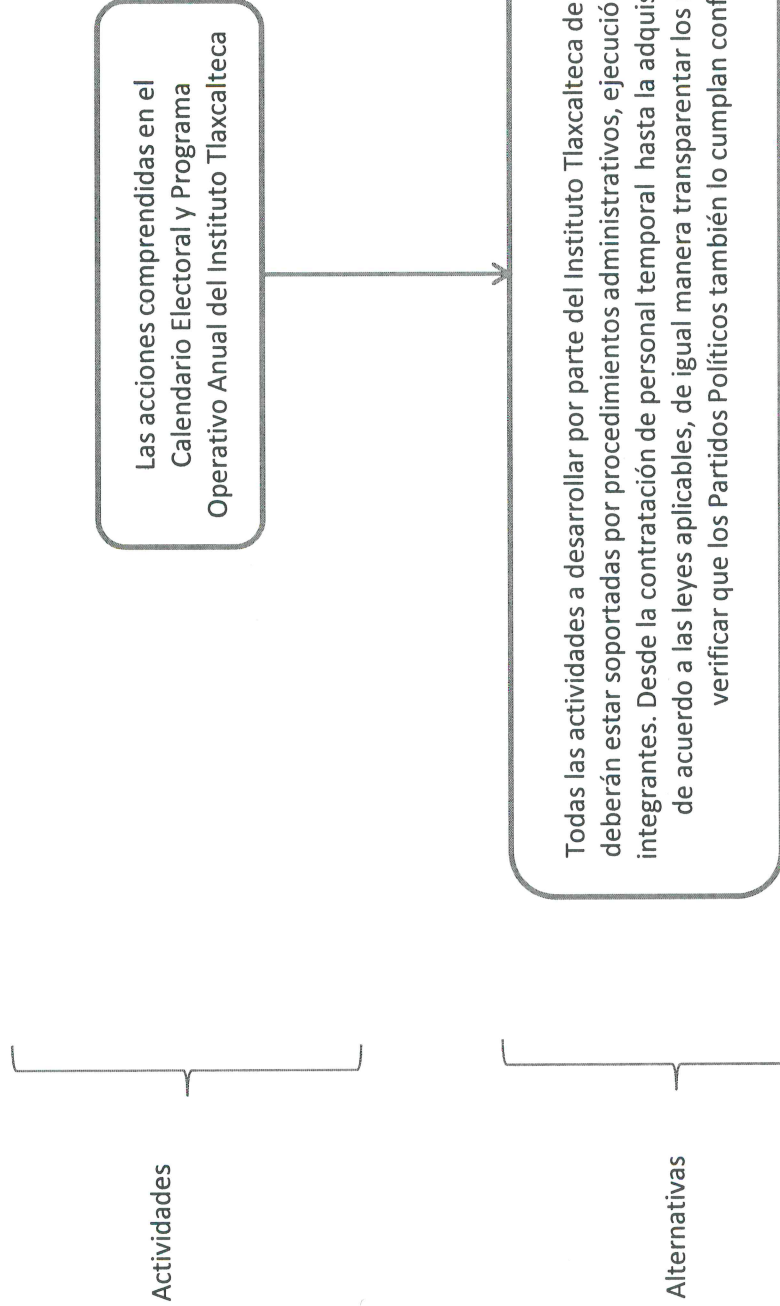 Actividades
Las acciones comprendidas en el
Calendario Electoral y Programa
Operativo Anual del Instituto Tlaxcalteca
Alternativas
Todas las actividades a desarrollar por parte del Instituto Tlaxcalteca de
deberán estar soportadas por procedimientos administrativos, ejecució
integrantes. Desde la contratación de personal temporal hasta la adquis
de acuerdo a las leyes aplicables, de igual manera transparentar los
verificar que los Partidos Políticos también lo cumplan conf